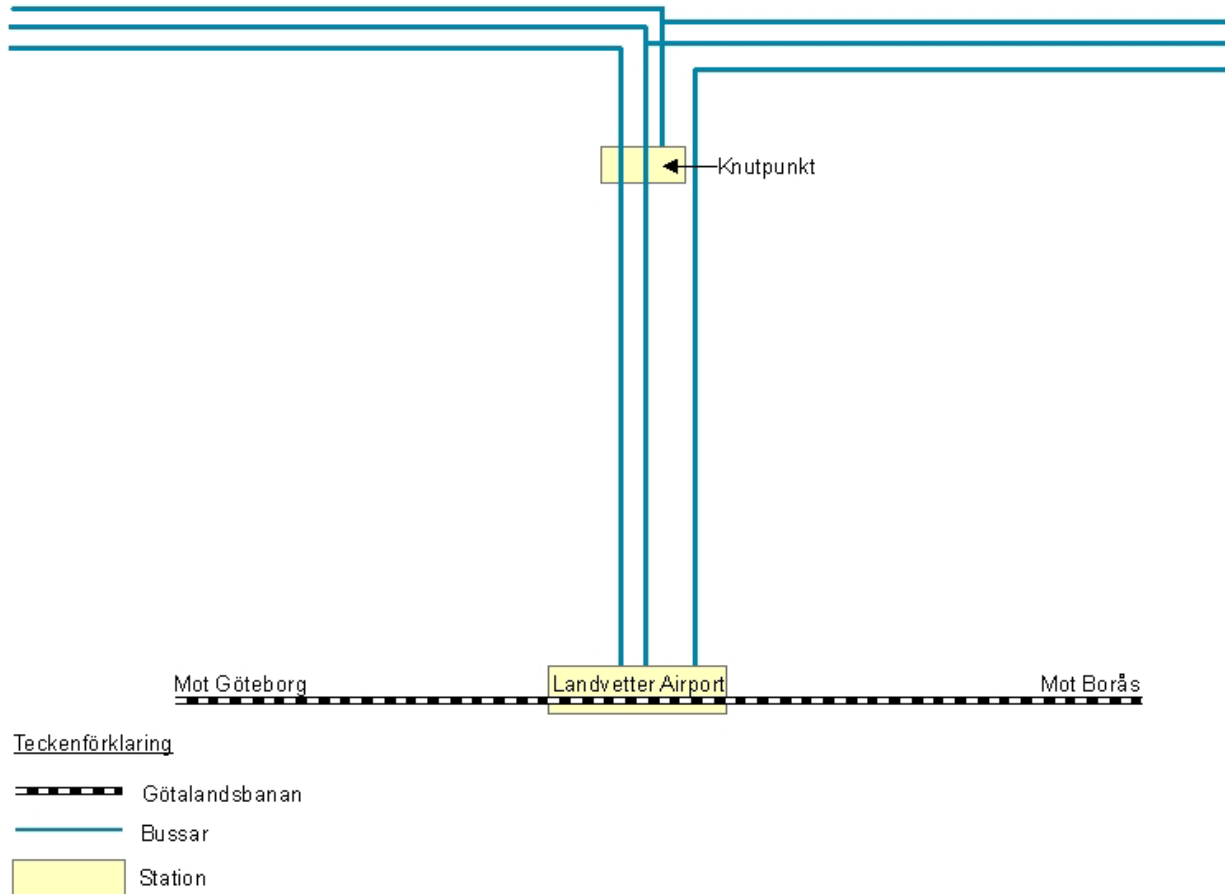 Knutpunkt
Mot Göteborg
Landvetter Airport
Mot Borås
Teckenförklaring
Götalandsbanan
Bussar
Station